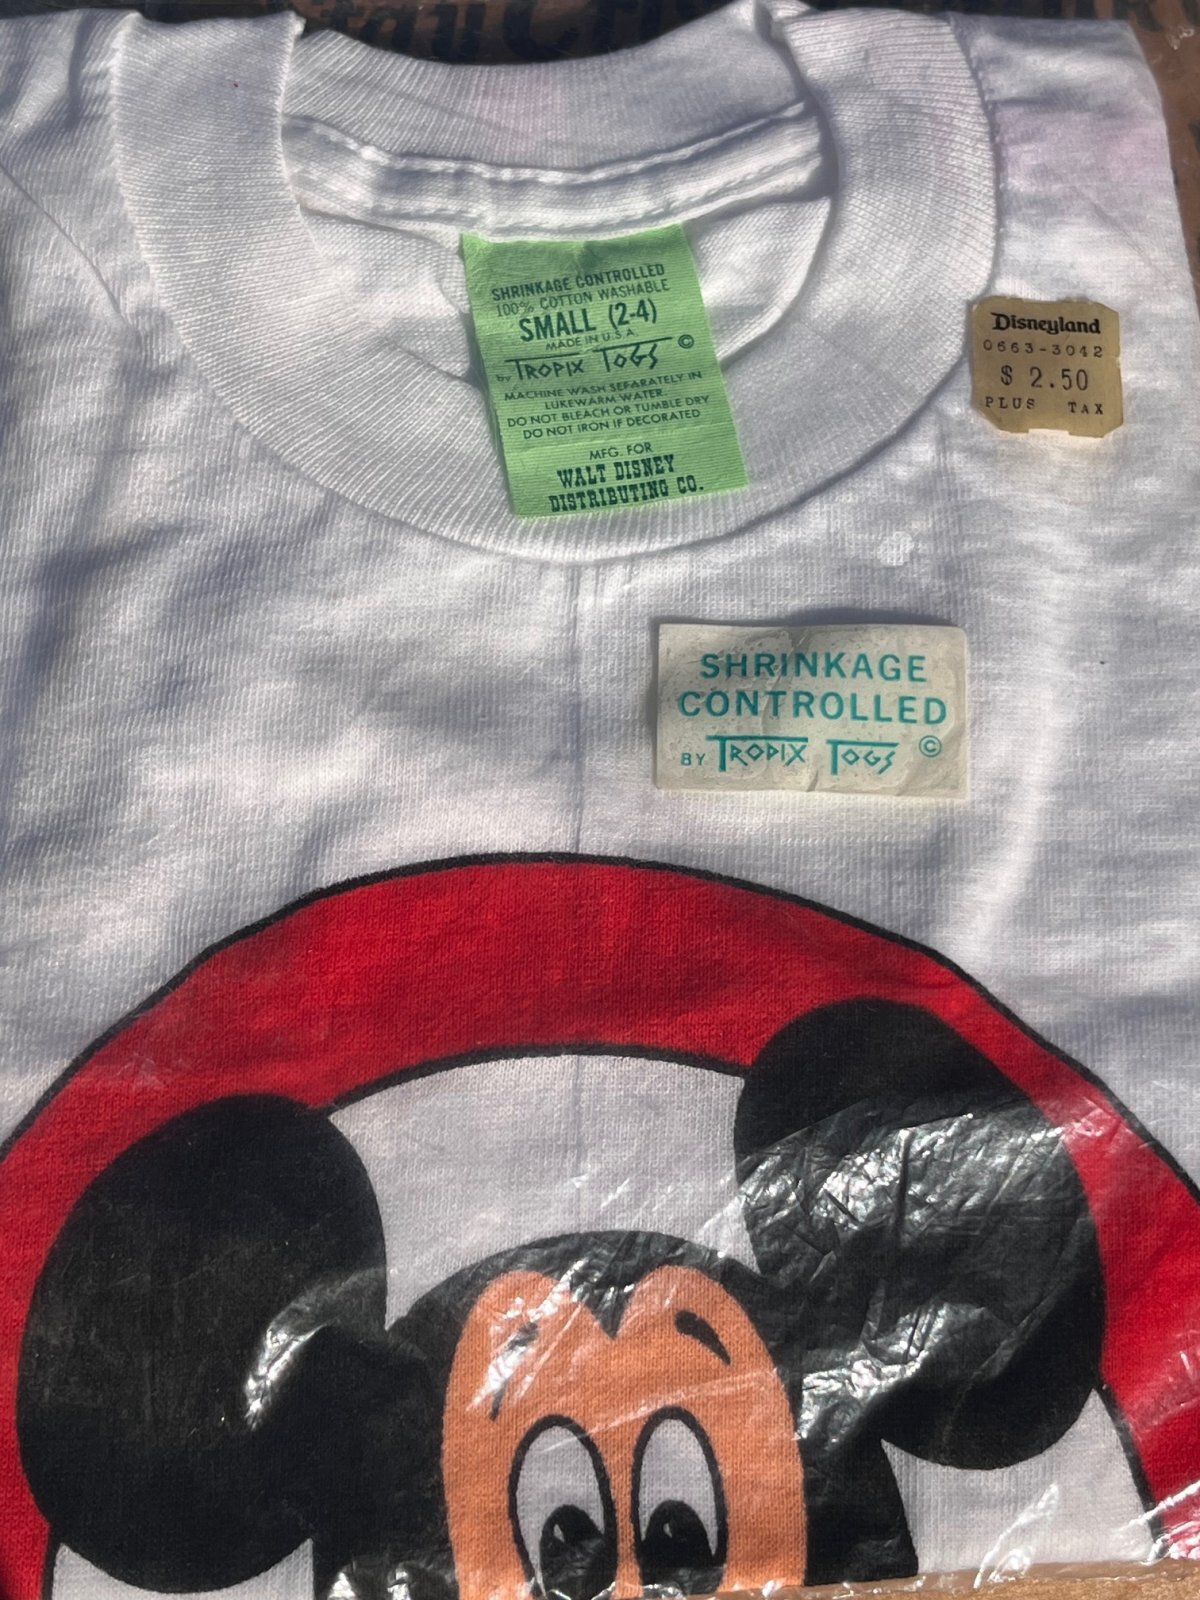 SHRINKAGE CONTROLLED
100% COTTON WASHABLE
SMALL (2-4)
MADE IN U.S.A.
by TROPIX TOGS ©
MACHINE WASH SEPARATELY IN
LUKEWARM WATER.
DO NOT BLEACH OR TUMBLE DRY
DO NOT IRON IF DECORATED
MFG. FOR
WALT DISNEY
DISTRIBUTING CO.
Disneyland
0663-3042
$ 2.50
PLUS TAX
SHRINKAGE
CONTROLLED
BY TROPIX TOGS ©